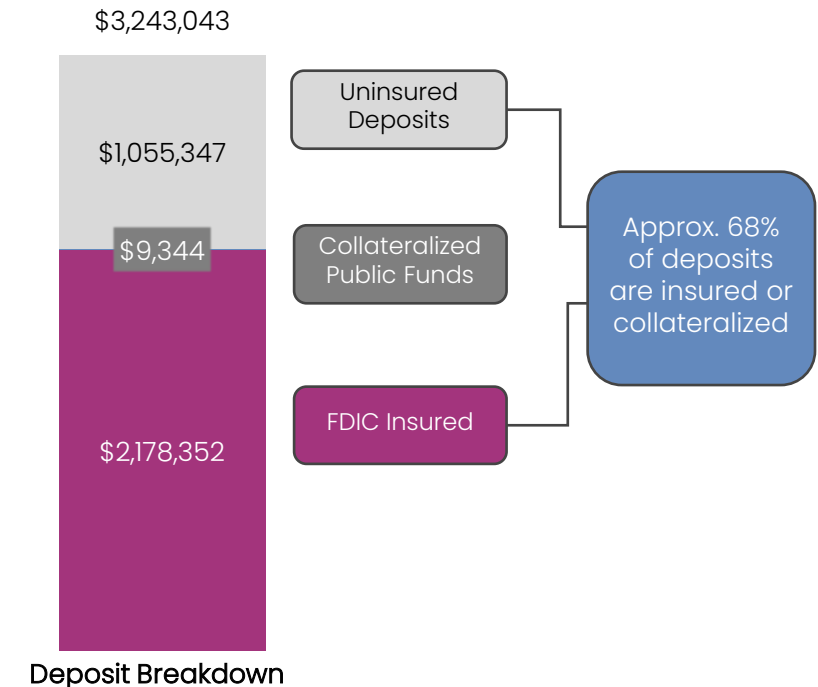 $3,243,043
$1,055,347
$9,344
$2,178,352
Deposit Breakdown
Uninsured
Deposits
Collateralized
Public Funds
FDIC Insured
Approx. 68%
of deposits
are insured or
collateralized